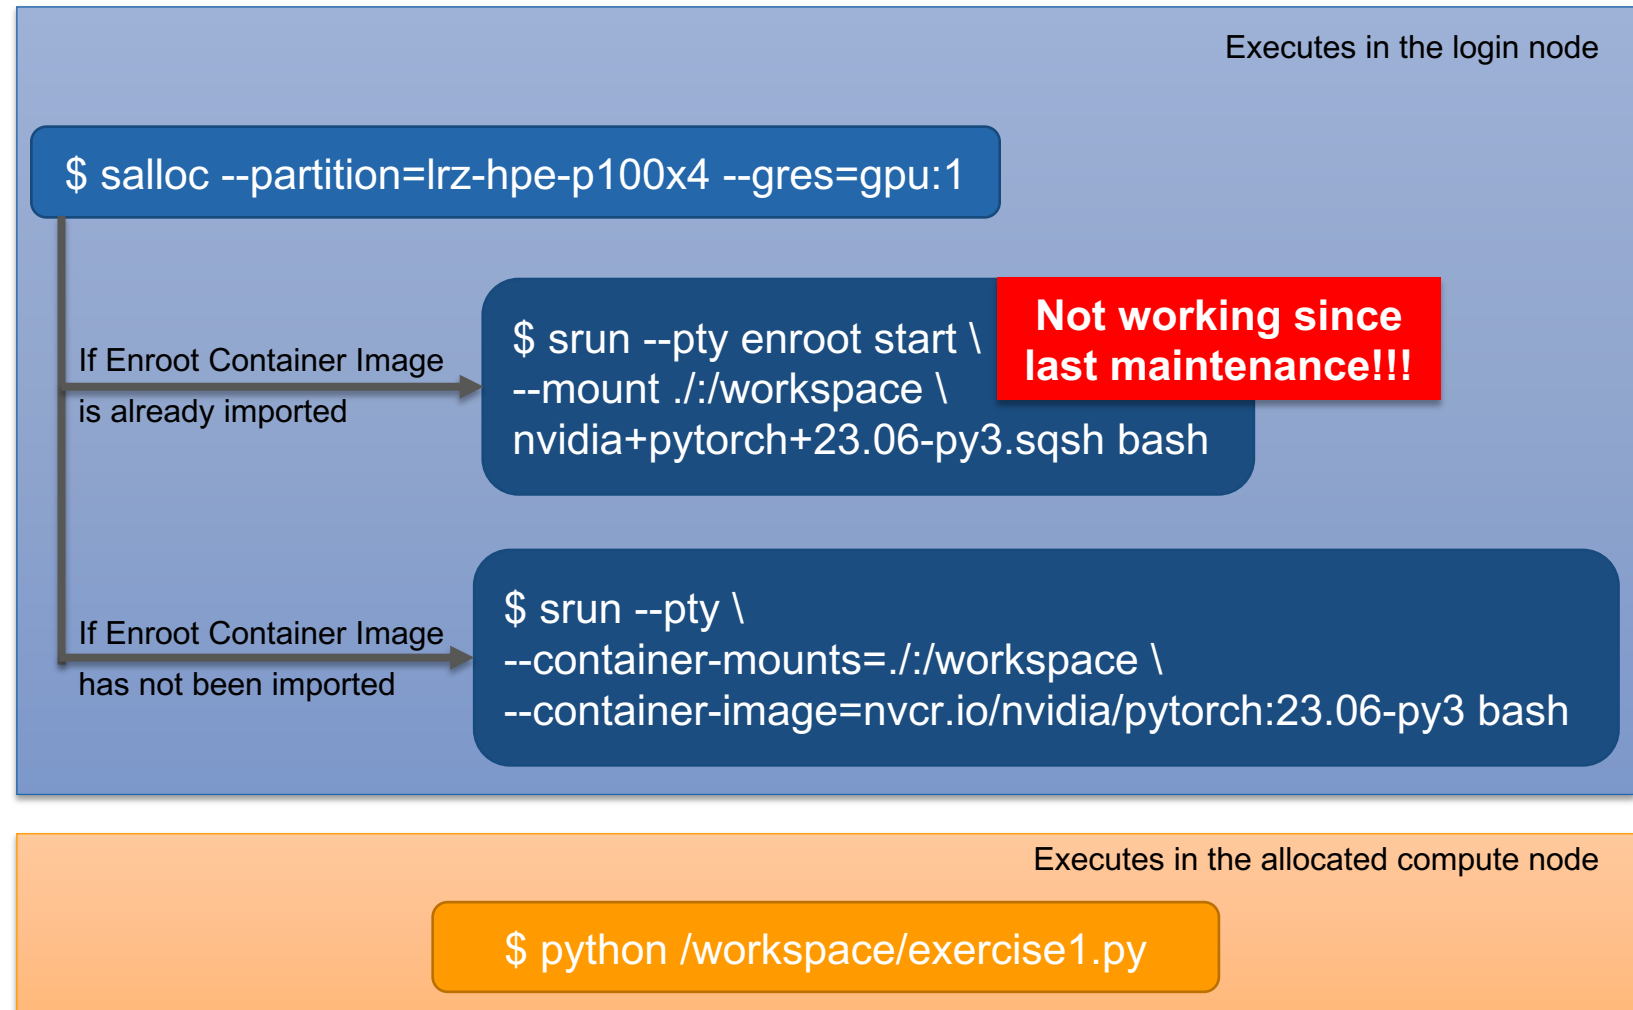 Executes in the login node
$ salloc --partition=lrz-hpe-p100x4 --gres=gpu:1
If Enroot Container Image
is already imported
$ srun --pty enroot start \
--mount ./:/workspace \
nvidia+pytorch+23.06-py3.sqsh bash
Not working since
last maintenance!!!
If Enroot Container Image
has not been imported
$ srun --pty \
--container-mounts=./:/workspace \
--container-image=nvcr.io/nvidia/pytorch:23.06-py3 bash
Executes in the allocated compute node
$ python /workspace/exercise1.py